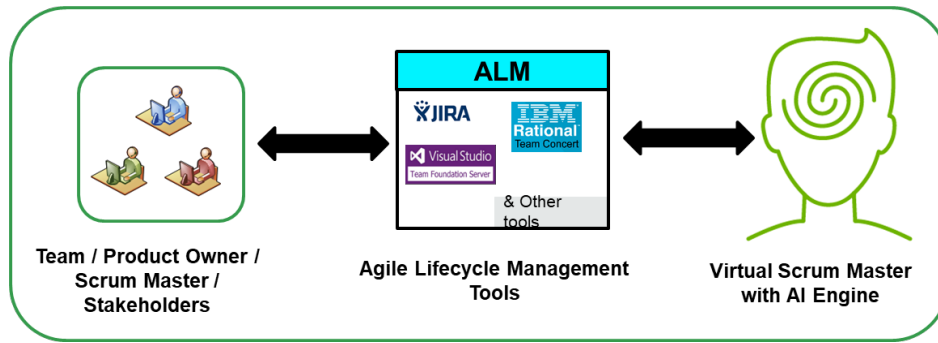 ALM
JIRA
IBM
Rational
Team Concert
Visual Studio
Team Foundation Server
& Other
tools
Team / Product Owner /
Scrum Master /
Stakeholders
Agile Lifecycle Management
Tools
Virtual Scrum Master
with AI Engine